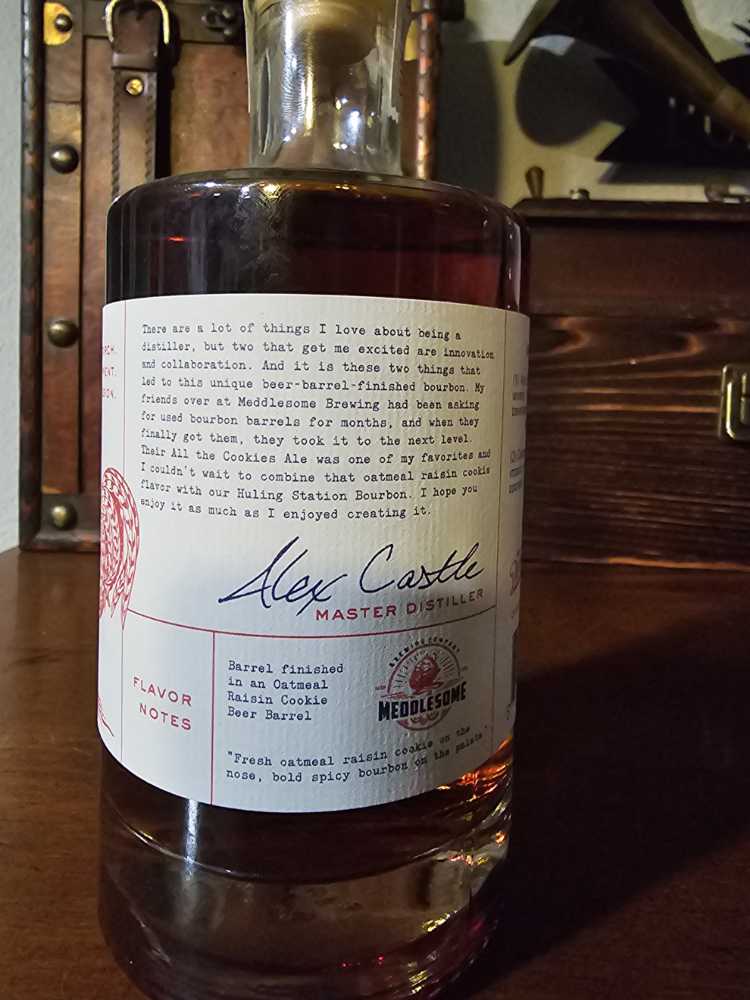 There are a lot of things I love about being a
distiller, but two that get me excited are innovation
and collaboration. And it is these two things that
led to this unique beer-barrel-finished bourbon. My
friends over at Meddlesome Brewing had been asking
for used bourbon barrels for months, and when they
finally got them, they took it to the next level.
Their All the Cookies Ale was one of my favorites and
I couldn't wait to combine that oatmeal raisin cookie
flavor with our Huling Station Bourbon. I hope you
enjoy it as much as I enjoyed creating it.
Alex Castle
MASTER DISTILLER
FLAVOR
NOTES
Barrel finished
in an Oatmeal
Raisin Cookie
Beer Barrel
BREWING COMPANY
MEDDLESOME
"Fresh oatmeal raisin cookie on the
nose, bold spicy bourbon on the palate"